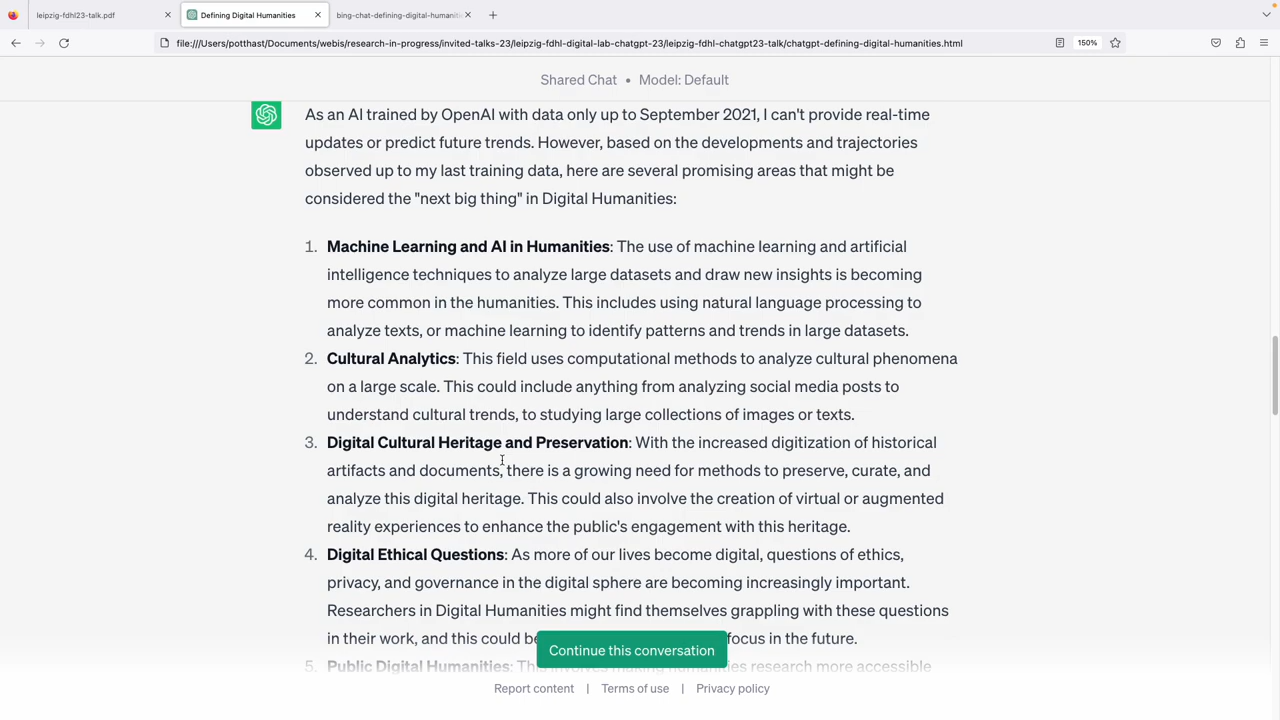 leipzig-fdhl23-talk.pdf
Defining Digital Humanities
bing-chat-defining-digital-humaniti
file:///Users/potthast/Documents/webis/research-in-progress/invited-talks-23/leipzig-fdhl-digital-lab-chatgpt-23/leipzig-fdhl-chatgpt23-talk/chatgpt-defining-digital-humanities.html
150%
Shared Chat • Model: Default
As an AI trained by OpenAI with data only up to September 2021, I can't provide real-time
updates or predict future trends. However, based on the developments and trajectories
observed up to my last training data, here are several promising areas that might be
considered the "next big thing" in Digital Humanities:
1. Machine Learning and AI in Humanities: The use of machine learning and artificial
intelligence techniques to analyze large datasets and draw new insights is becoming
more common in the humanities. This includes using natural language processing to
analyze texts, or machine learning to identify patterns and trends in large datasets.
2. Cultural Analytics: This field uses computational methods to analyze cultural phenomena
on a large scale. This could include anything from analyzing social media posts to
understand cultural trends, to studying large collections of images or texts.
3. Digital Cultural Heritage and Preservation: With the increased digitization of historical
artifacts and documents, there is a growing need for methods to preserve, curate, and
analyze this digital heritage. This could also involve the creation of virtual or augmented
reality experiences to enhance the public's engagement with this heritage.
4. Digital Ethical Questions: As more of our lives become digital, questions of ethics,
privacy, and governance in the digital sphere are becoming increasingly important.
Researchers in Digital Humanities might find themselves grappling with these questions
in their work, and this could be focus in the future.
Continue this conversation
5. Public Digital Humanities: This involves making humanities research more accessible
Report content | Terms of use | Privacy policy